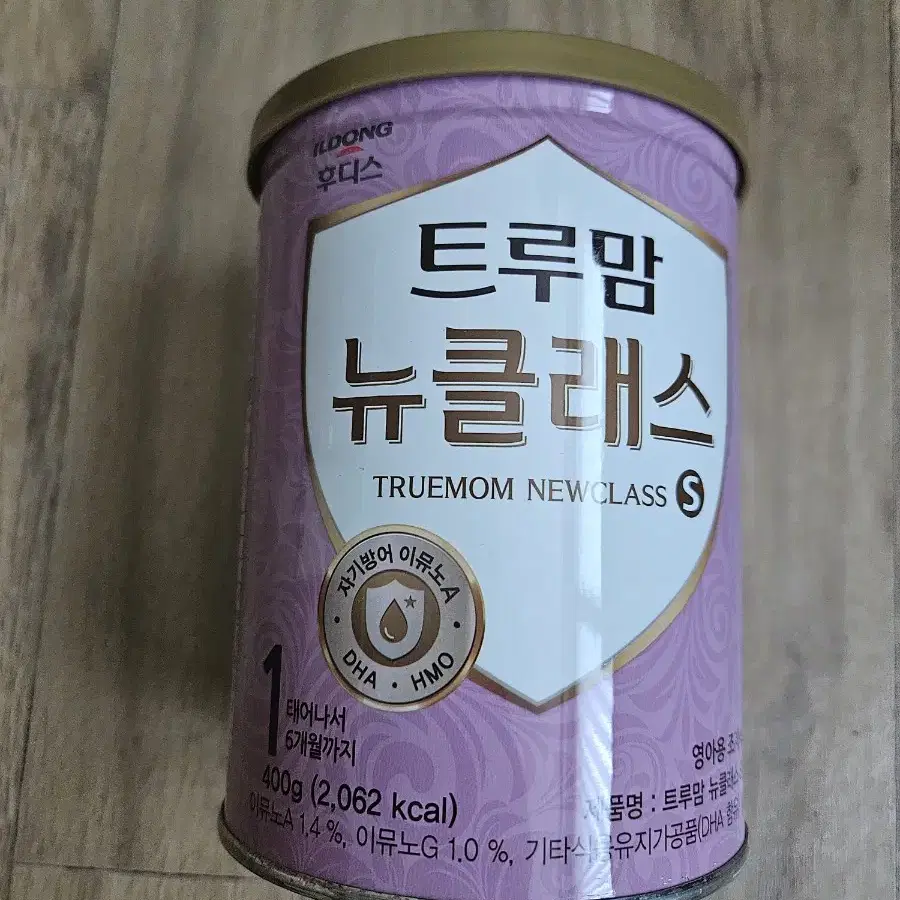 ILDONG
후디스
트루맘
뉴클래스
TRUEMOM NEWCLASS S
자기방어 이뮤노A
DHA · HMO
1
태어나서
6개월까지
400g (2,062 kcal)
영아용
제품명 : 트루맘 뉴클래스
이뮤노A 1.4 %, 이뮤노G 1.0 %, 기타식용유지가공품(DHA 함유